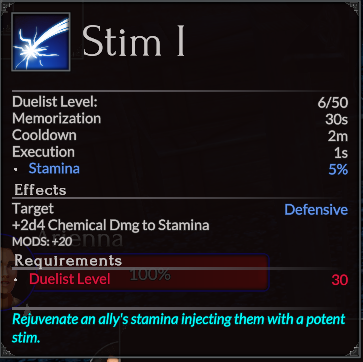 Stim I
Duelist Level: 6/50
Memorization 30s
Cooldown 2m
Execution 1s
• Stamina 5%
Effects
Target Defensive
+2d4 Chemical Dmg to Stamina
MODS: +20
Requirements
100%
• Duelist Level 30
Rejuvenate an ally's stamina injecting them with a potent
stim.